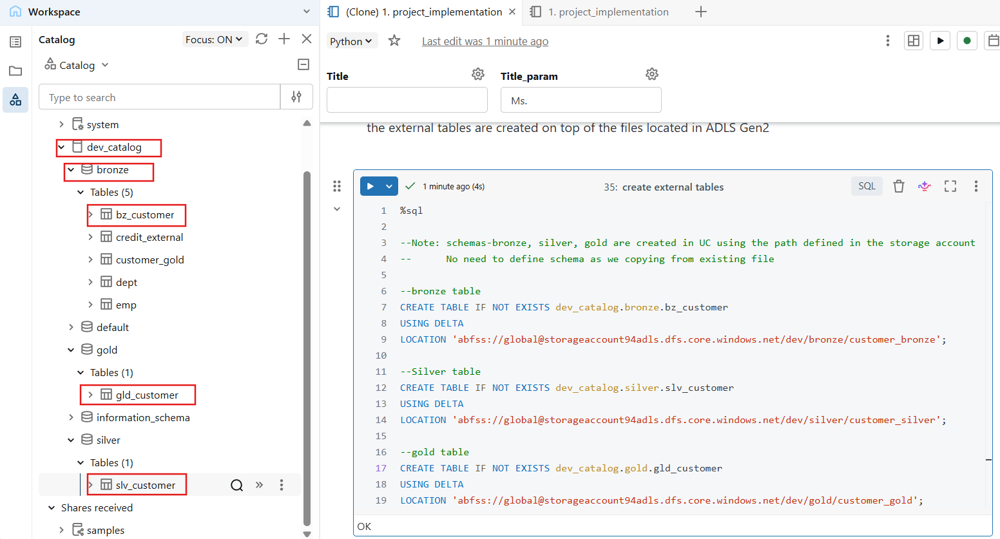 Workspace
Catalog
Focus: ON
Catalog
Type to search
system
dev_catalog
bronze
Tables (5)
bz_customer
credit_external
customer_gold
dept
emp
default
gold
Tables (1)
gld_customer
information_schema
silver
Tables (1)
slv_customer
Shares received
samples
(Clone) 1. project_implementation
1. project_implementation
Python
Last edit was 1 minute ago
Title
Title_param
Ms.
the external tables are created on top of the files located in ADLS Gen2
1 minute ago (4s)
35: create external tables
SQL
1 %sql
2
3 --Note: schemas-bronze, silver, gold are created in UC using the path defined in the storage account
4 -- No need to define schema as we copying from existing file
5
6 --bronze table
7 CREATE TABLE IF NOT EXISTS dev_catalog.bronze.bz_customer
8 USING DELTA
9 LOCATION 'abfss://global@storageaccount94adls.dfs.core.windows.net/dev/bronze/customer_bronze';
10
11 --Silver table
12 CREATE TABLE IF NOT EXISTS dev_catalog.silver.slv_customer
13 USING DELTA
14 LOCATION 'abfss://global@storageaccount94adls.dfs.core.windows.net/dev/silver/customer_silver';
15
16 --gold table
17 CREATE TABLE IF NOT EXISTS dev_catalog.gold.gld_customer
18 USING DELTA
19 LOCATION 'abfss://global@storageaccount94adls.dfs.core.windows.net/dev/gold/customer_gold';
OK